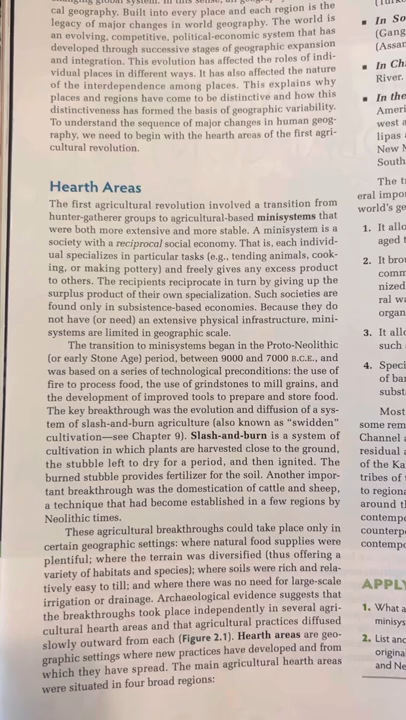 cal geography. Built into every place and each region is the
legacy of major changes in world geography. The world is
an evolving, competitive, political-economic system that has
developed through successive stages of geographic expansion
and integration. This evolution has affected the roles of indi-
vidual places in different ways. It has also affected the nature
of the interdependence among places. This explains why
places and regions have come to be distinctive and how this
distinctiveness has formed the basis of geographic variability.
To understand the sequence of major changes in human geog-
raphy, we need to begin with the hearth areas of the first agri-
cultural revolution.
Hearth Areas
The first agricultural revolution involved a transition from
hunter-gatherer groups to agricultural-based minisystems that
were both more extensive and more stable. A minisystem is a
society with a reciprocal social economy. That is, each individ-
ual specializes in particular tasks (e.g., tending animals, cook-
ing, or making pottery) and freely gives any excess product
to others. The recipients reciprocate in turn by giving up the
surplus product of their own specialization. Such societies are
found only in subsistence-based economies. Because they do
not have (or need) an extensive physical infrastructure, mini-
systems are limited in geographic scale.
The transition to minisystems began in the Proto-Neolithic
(or early Stone Age) period, between 9000 and 7000 B.C.E., and
was based on a series of technological preconditions: the use of
fire to process food, the use of grindstones to mill grains, and
the development of improved tools to prepare and store food.
The key breakthrough was the evolution and diffusion of a sys-
tem of slash-and-burn agriculture (also known as “swidden”
cultivation—see Chapter 9). Slash-and-burn is a system of
cultivation in which plants are harvested close to the ground,
the stubble left to dry for a period, and then ignited. The
burned stubble provides fertilizer for the soil. Another impor-
tant breakthrough was the domestication of cattle and sheep,
a technique that had become established in a few regions by
Neolithic times.
These agricultural breakthroughs could take place only in
certain geographic settings: where natural food supplies were
plentiful; where the terrain was diversified (thus offering a
variety of habitats and species); where soils were rich and rela-
tively easy to till; and where there was no need for large-scale
irrigation or drainage. Archaeological evidence suggests that
the breakthroughs took place independently in several agri-
cultural hearth areas and that agricultural practices diffused
slowly outward from each (Figure 2.1). Hearth areas are geo-
graphic settings where new practices have developed and from
which they have spread. The main agricultural hearth areas
were situated in four broad regions:
■ In So
(Gang
(Assar
■ In Ch
River.
■ In the
Ameri
west a
lipas
New M
South
The t
eral impo
world's ge
1. It allo
aged t
2. It brou
comm
nized
ral wa
organ
3. It allo
such
4. Speci
of bar
subst
Most
some rem
Channel
residual
of the Ka
tribes of
to regiona
around t
contempo
counterpa
contempo
APPLY
1. What a
minisys
2. List and
origina
and Ne